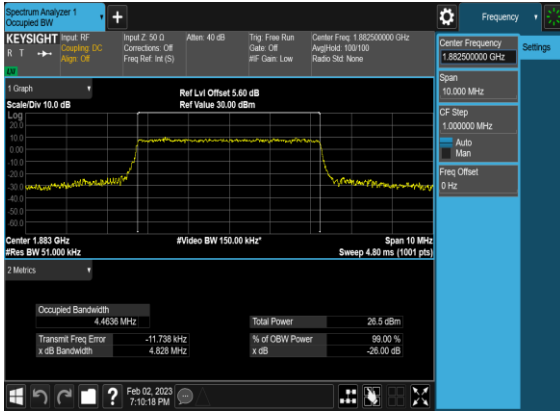 Spectrum Analyzer 1
Occupied BW
+
Frequency
KEYSIGHT
R T
Input: RF
Coupling: DC
Align: Off
Input Z: 50 Ω
Corrections: Off
Freq Ref: Int (S)
Atten: 40 dB
Trig: Free Run
Gate: Off
#IF Gain: Low
Center Freq: 1.882500000 GHz
Avg|Hold: 100/100
Radio Std: None
Center Frequency
1.882500000 GHz
Settings
Span
10.000 MHz
CF Step
1.000000 MHz
Auto
Man
Freq Offset
0 Hz
1 Graph
Scale/Div 10.0 dB
Ref Lvl Offset 5.60 dB
Ref Value 30.00 dBm
Log
20.0
10.0
0.00
-10.0
-20.0
-30.0
-40.0
-50.0
-60.0
Center 1.883 GHz
#Res BW 51.000 kHz
#Video BW 150.00 kHz*
Span 10 MHz
Sweep 4.80 ms (1001 pts)
2 Metrics
Occupied Bandwidth
4.4636 MHz
Total Power 26.5 dBm
Transmit Freq Error -11.738 kHz
% of OBW Power 99.00 %
x dB Bandwidth 4.828 MHz
x dB -26.00 dB
?
Feb 02, 2023
7:10:18 PM